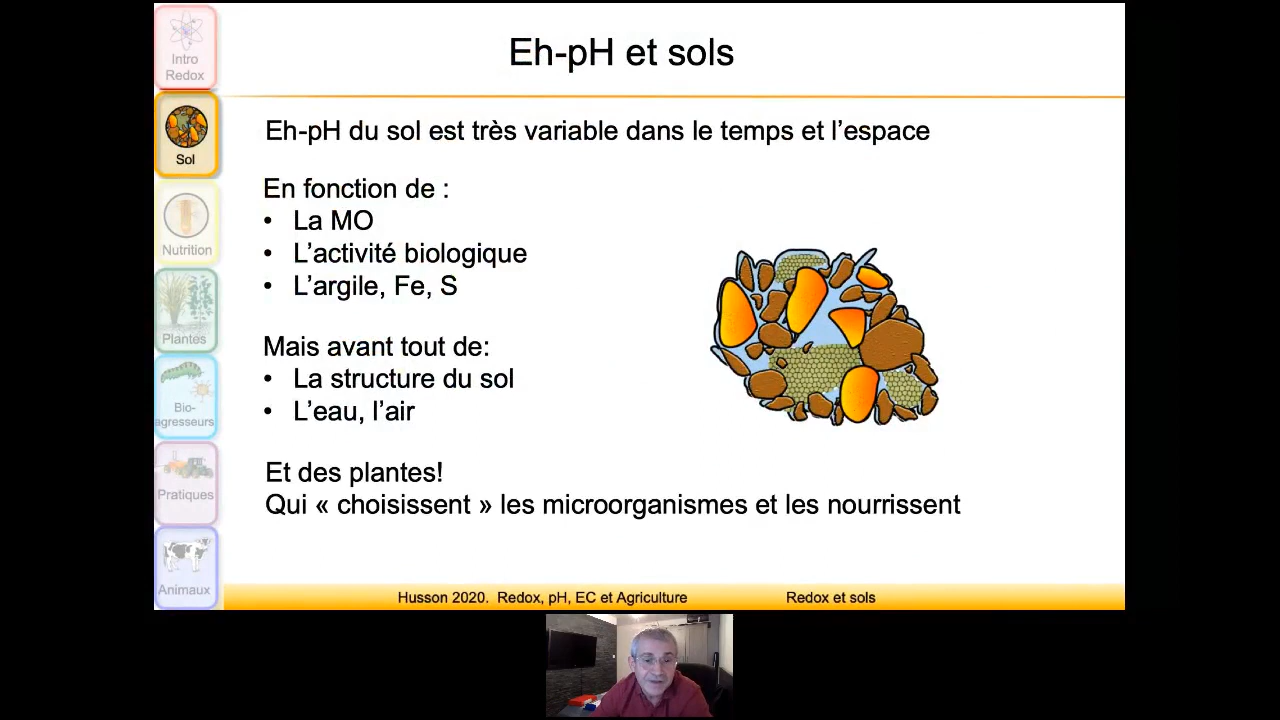 Eh-pH et sols
Intro
Redox
Sol
Nutrition
Plantes
Bio-
agresseurs
Pratiques
Animaux
Eh-pH du sol est très variable dans le temps et l’espace
En fonction de :
• La MO
• L’activité biologique
• L’argile, Fe, S
Mais avant tout de:
• La structure du sol
• L’eau, l’air
Et des plantes!
Qui « choisissent » les microorganismes et les nourrissent
Husson 2020. Redox, pH, EC et Agriculture
Redox et sols